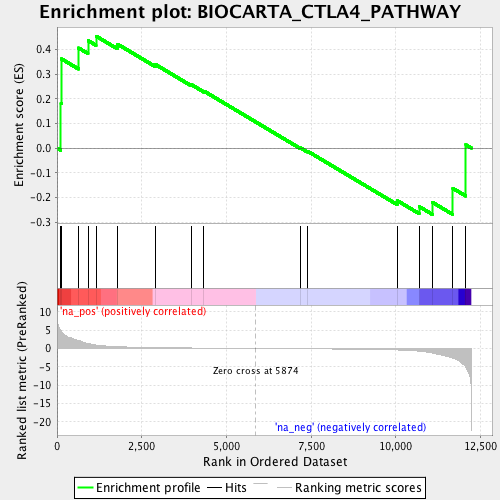 Enrichment plot: BIOCARTA_CTLA4_PATHWAY
Enrichment score (ES)
0.4
0.3
0.2
0.1
0.0
-0.1
-0.2
-0.3
'na_pos' (positively correlated)
Ranked list metric (PreRanked)
10
5
0
-5
-10
-15
-20
Zero cross at 5874
'na_neg' (negatively correlated)
0
2,500
5,000
7,500
10,000
12,500
Rank in Ordered Dataset
Enrichment profile
Hits
Ranking metric scores